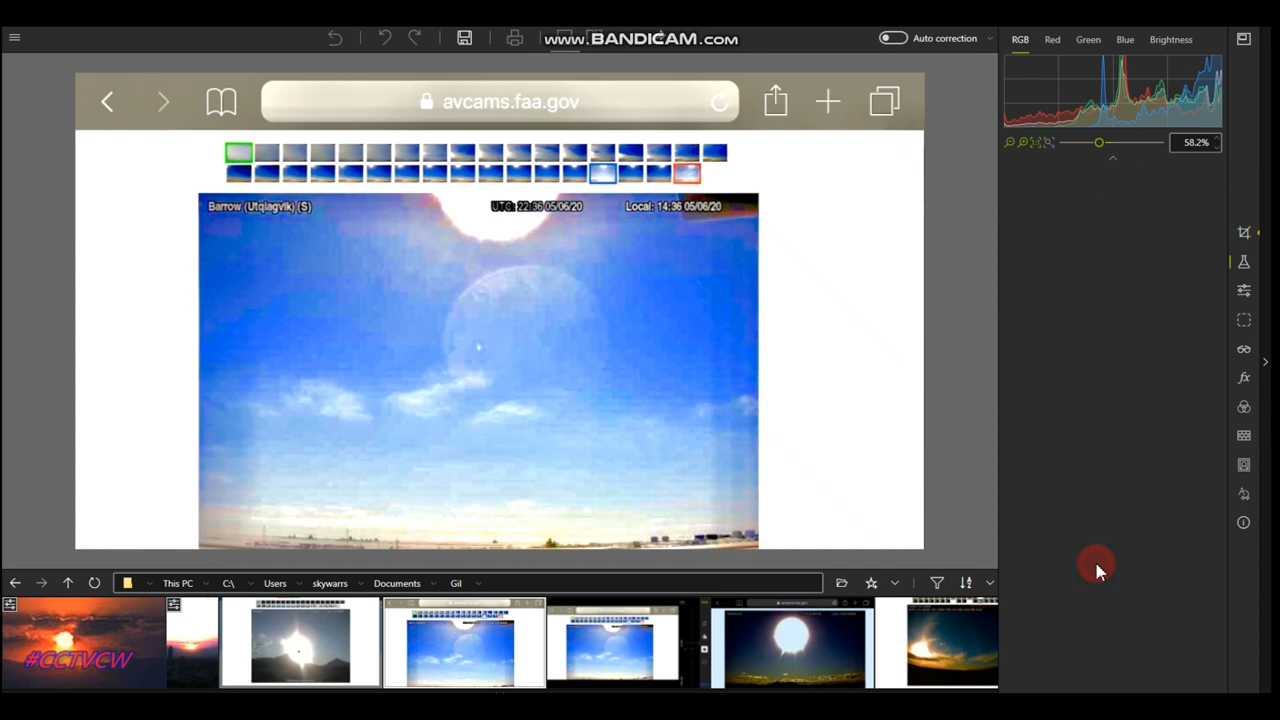 www.BANDICAM.com
Auto correction
RGB Red Green Blue Brightness
avcams.faa.gov
58.2%
Barrow (Utqiagvik) (S) UTC: 22:36 05/06/20 Local: 14:36 05/06/20
This PC C:\ Users skywarrs Documents Gil
#CCTVCW